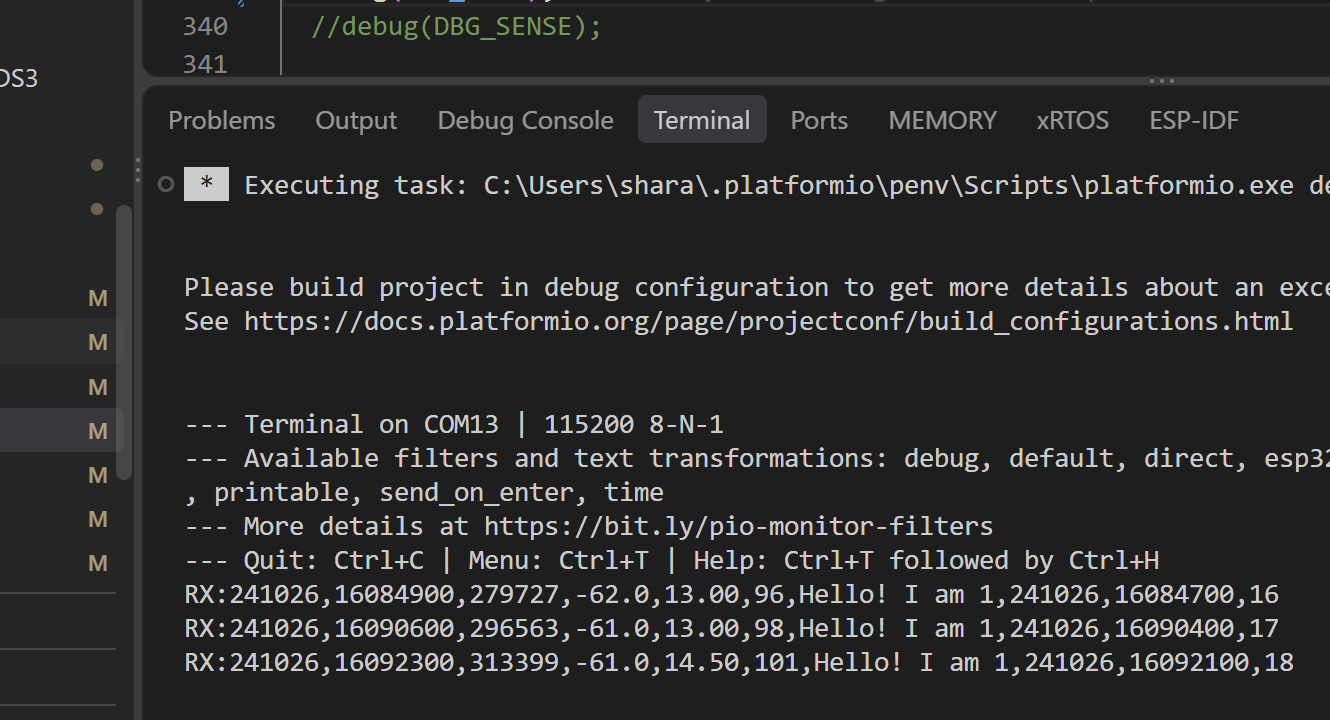 340 //debug(DBG_SENSE);
341
DS3
Problems Output Debug Console Terminal Ports MEMORY xRTOS ESP-IDF
* Executing task: C:\Users\shara\.platformio\penv\Scripts\platformio.exe de
Please build project in debug configuration to get more details about an exce
See https://docs.platformio.org/page/projectconf/build_configurations.html
--- Terminal on COM13 | 115200 8-N-1
--- Available filters and text transformations: debug, default, direct, esp32
, printable, send_on_enter, time
--- More details at https://bit.ly/pio-monitor-filters
--- Quit: Ctrl+C | Menu: Ctrl+T | Help: Ctrl+T followed by Ctrl+H
RX:241026,16084900,279727,-62.0,13.00,96,Hello! I am 1,241026,16084700,16
RX:241026,16090600,296563,-61.0,13.00,98,Hello! I am 1,241026,16090400,17
RX:241026,16092300,313399,-61.0,14.50,101,Hello! I am 1,241026,16092100,18
M
M
M
M
M
M
M